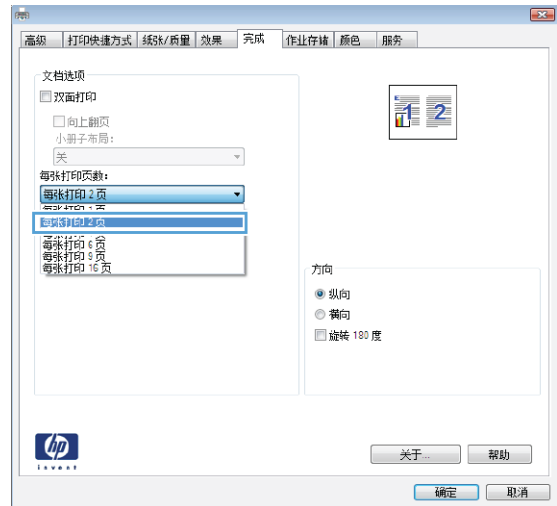 高级 打印快捷方式 纸张/质量 效果 完成 作业存储 颜色 服务
文档选项
双面打印
向上翻页
小册子布局:
关
每张打印页数:
每张打印 2 页
每张打印 2 页
每张打印 6 页
每张打印 9 页
每张打印 16 页
1 2
方向
纵向
横向
旋转 180 度
hp
invent
关于... 帮助
确定 取消